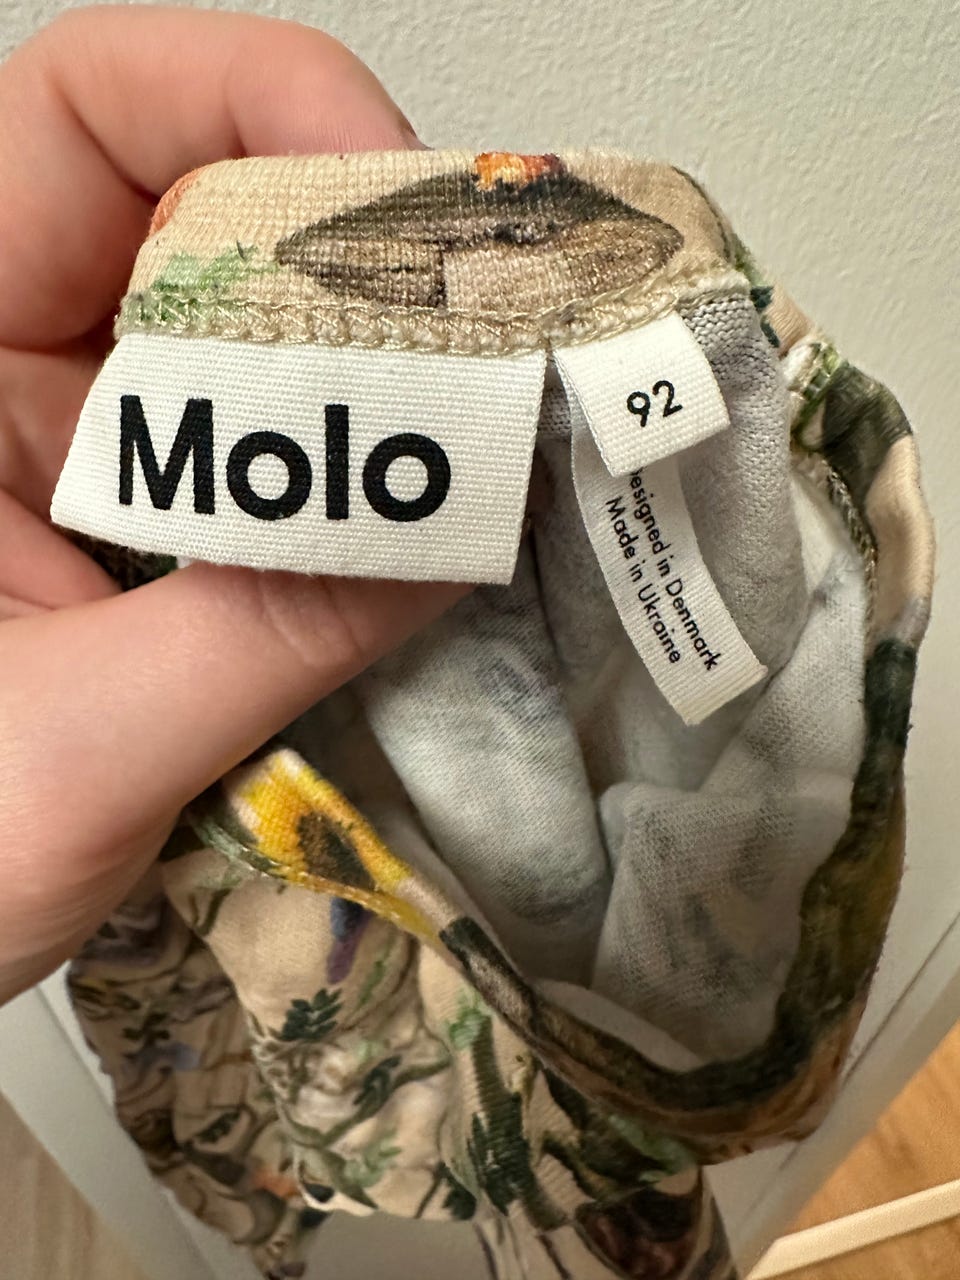 Molo
92
Designed in Denmark
Made in Ukraine